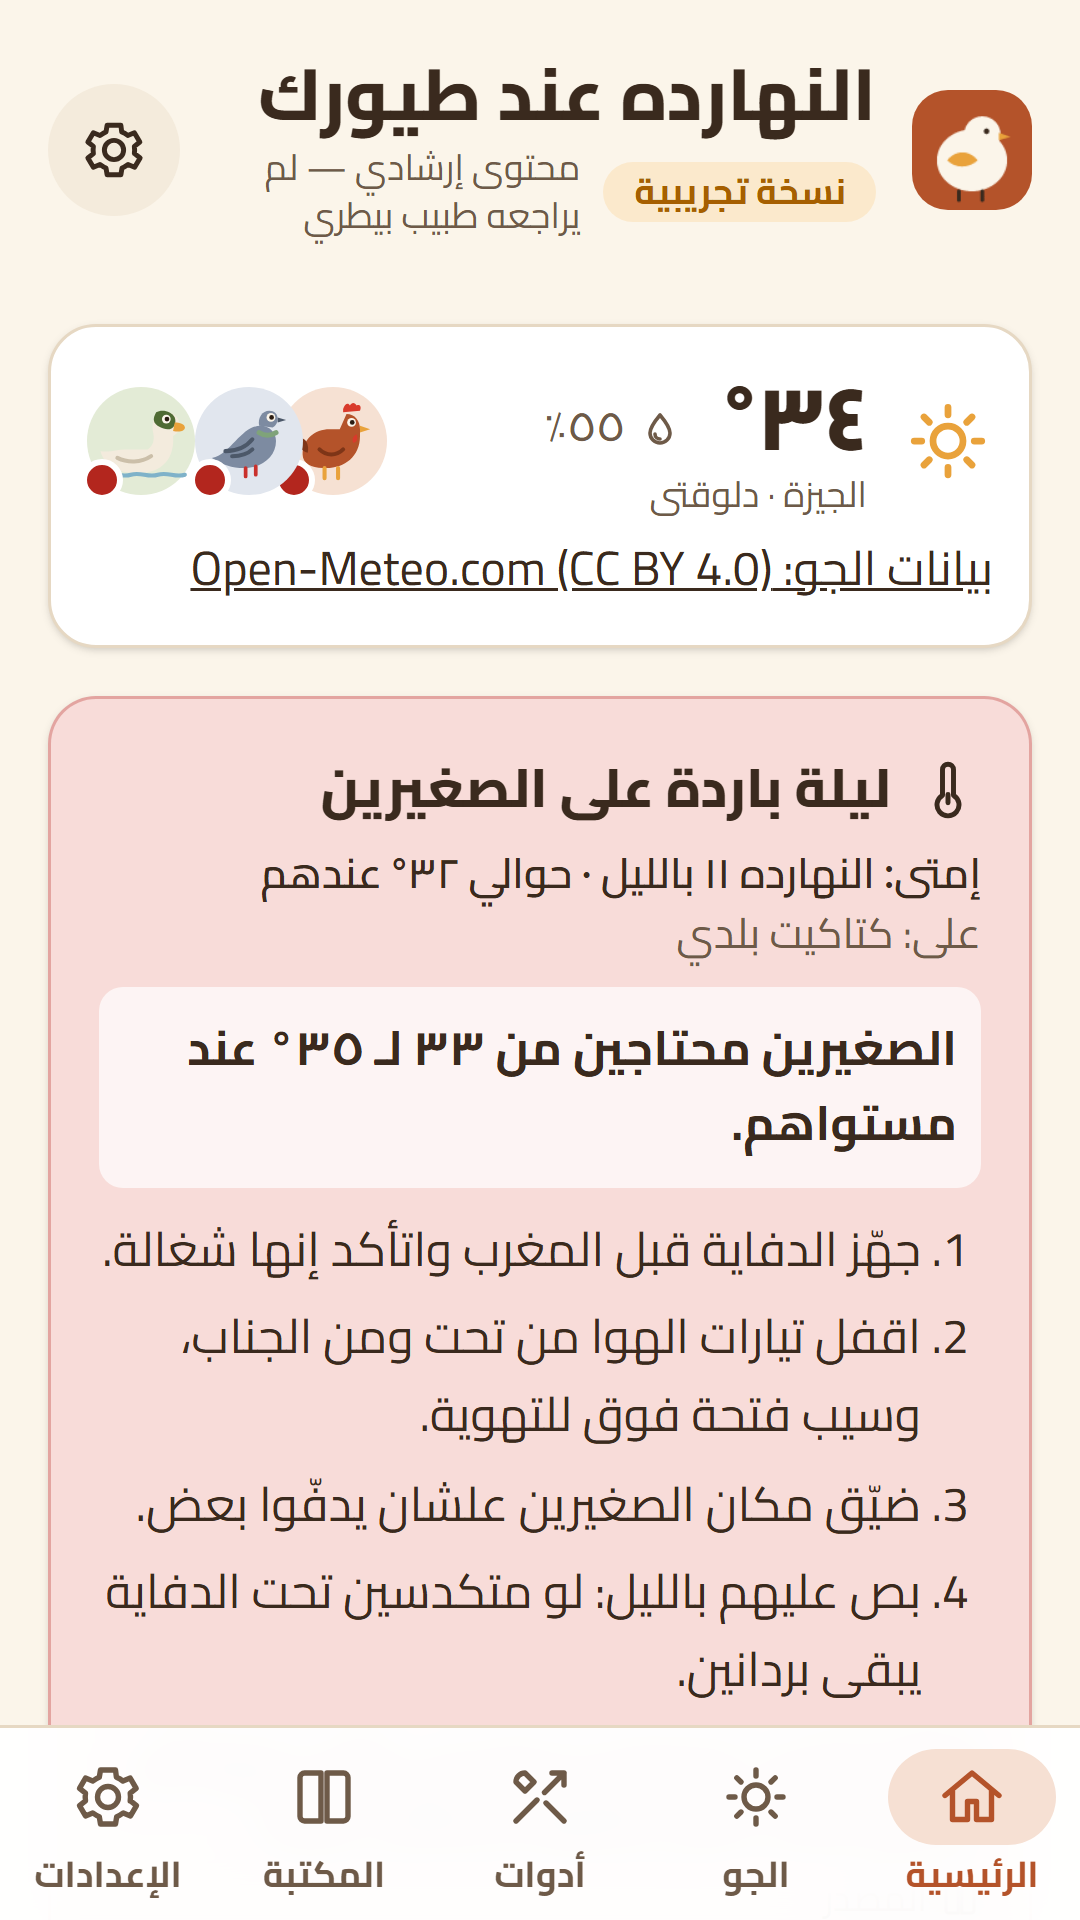 النهارده عند طيورك
نسخة تجريبية
محتوى إرشادي — لم
يراجعه طبيب بيطري
٣٤°
٥٥٪
الجيزة · دلوقتى
بيانات الجو: Open-Meteo.com (CC BY 4.0)
ليلة باردة على الصغيرين
إمتى: النهارده ١١ بالليل · حوالي ٣٢° عندهم
على: كتاكيت بلدي
الصغيرين محتاجين من ٣٣ لـ ٣٥° عند
مستواهم.
1. جهّز الدفاية قبل المغرب واتأكد إنها شغالة.
2. اقفل تيارات الهوا من تحت ومن الجناب،
وسيب فتحة فوق للتهوية.
3. ضيّق مكان الصغيرين علشان يدفّوا بعض.
4. بص عليهم بالليل: لو متكدسين تحت الدفاية
يبقى بردانين.
الرئيسية
الجو
أدوات
المكتبة
الإعدادات